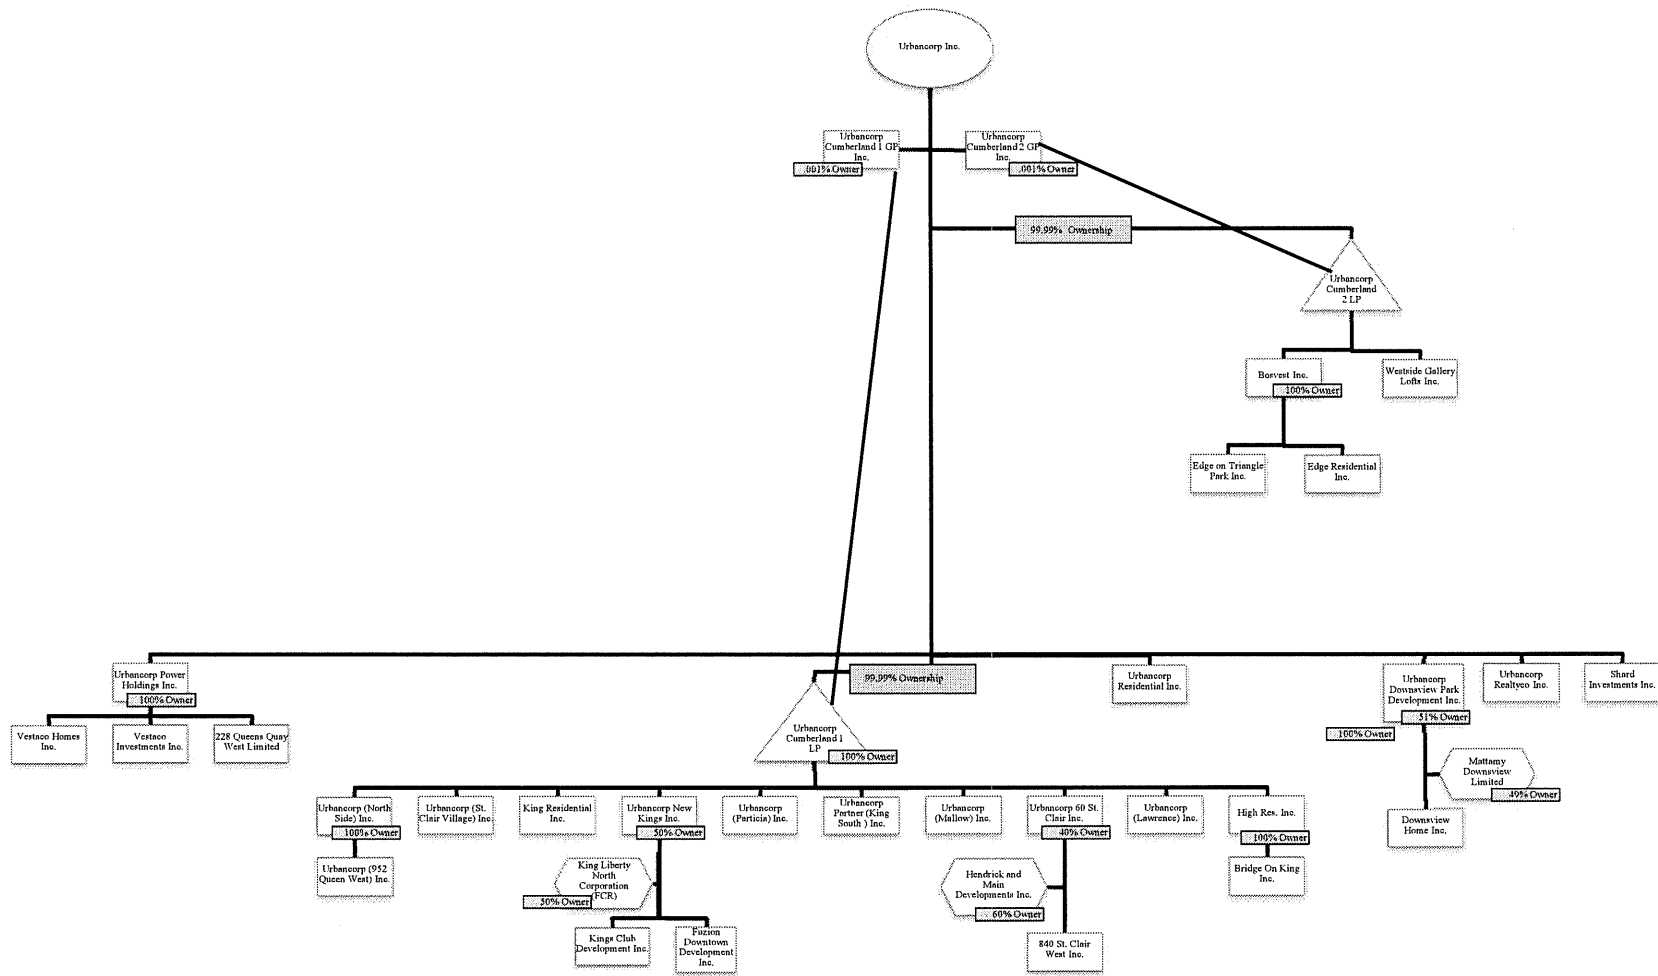 Urbancorp Inc.
Urbancorp
Cumberland 1 GP
Inc.
.001% Owner
Urbancorp
Cumberland 2 GP
Inc.
.001% Owner
99.99% Ownership
Urbancorp
Cumberland
2 LP
Bosvest Inc.
100% Owner
Westside Gallery
Lofts Inc.
Edge on Triangle
Park Inc.
Edge Residential
Inc.
Urbancorp Power
Holdings Inc.
100% Owner
Vestaco Homes
Inc.
Vestaco
Investments Inc.
228 Queens Quay
West Limited
99.99% Ownership
Urbancorp
Cumberland 1
LP
100% Owner
Urbancorp
Residential Inc.
Urbancorp
Downsview Park
Development Inc.
51% Owner
100% Owner
Urbancorp
Realtyco Inc.
Shard
Investments Inc.
Mattamy
Downsview
Limited
49% Owner
Downsview
Home Inc.
Urbancorp (North
Side) Inc.
100% Owner
Urbancorp (952
Queen West) Inc.
Urbancorp (St.
Clair Village) Inc.
King Residential
Inc.
Urbancorp New
Kings Inc.
50% Owner
King Liberty
North
Corporation
(FCR)
50% Owner
Kings Club
Development Inc.
Fuzion
Downtown
Development
Inc.
Urbancorp
(Particia) Inc.
Urbancorp
Partner (King
South ) Inc.
Urbancorp
(Mallow) Inc.
Urbancorp 60 St.
Clair Inc.
40% Owner
Hendrick and
Main
Developments Inc.
60% Owner
840 St. Clair
West Inc.
Urbancorp
(Lawrence) Inc.
High Res. Inc.
100% Owner
Bridge On King
Inc.